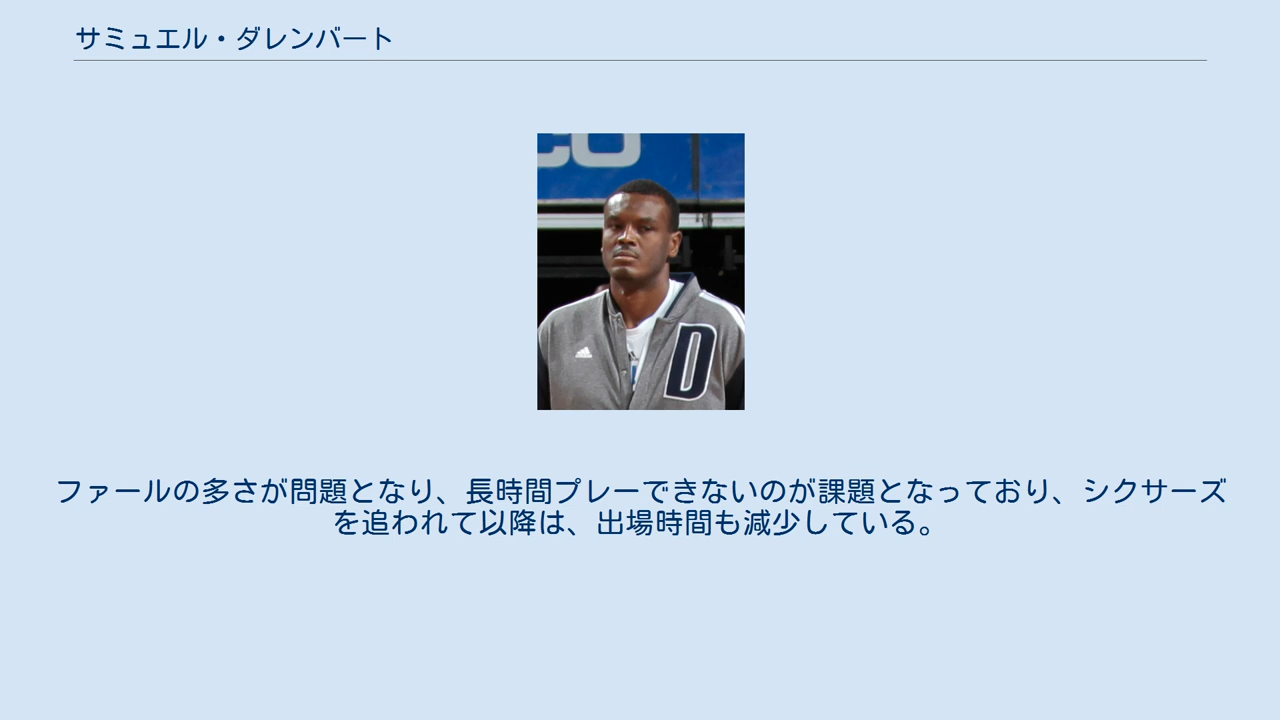 サミュエル・ダレンバート
CO
D
ファールの多さが問題となり、長時間プレーできないのが課題となっており、シクサーズ
を追われて以降は、出場時間も減少している。